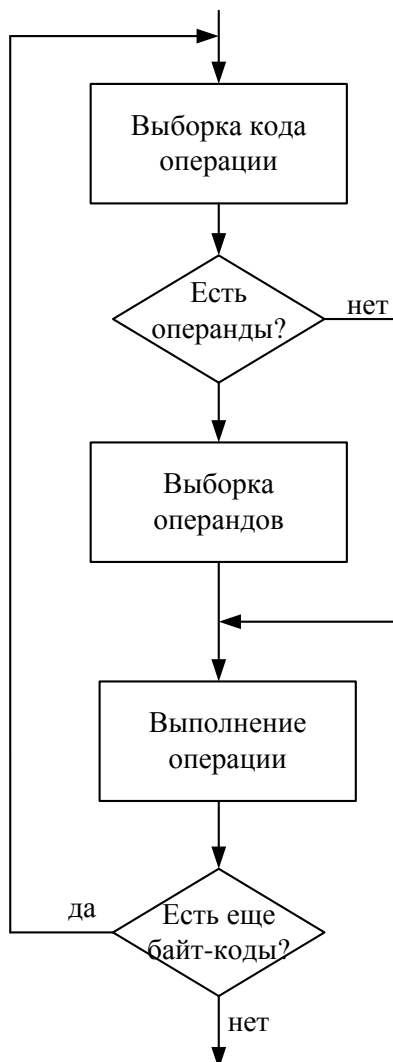 Выборка кода
операции
Есть
операнды?
нет
Выборка
операндов
Выполнение
операции
да
Есть еще
байт-коды?
нет